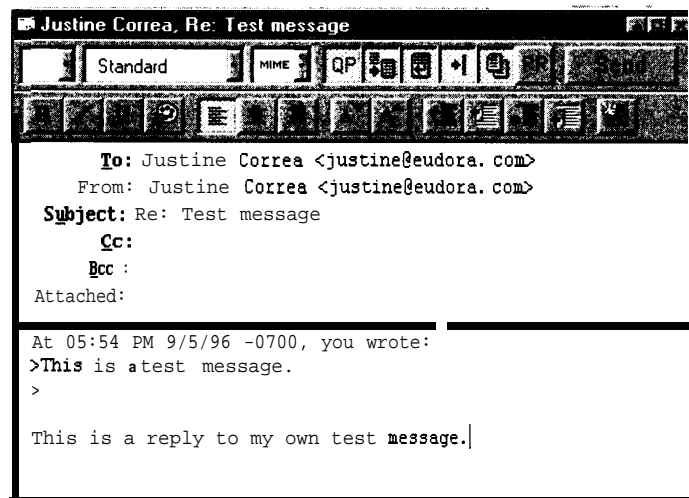 Justine Correa, Re: Test message
Standard MIME QP RR Send
To: Justine Correa <justine@eudora.com>
From: Justine Correa <justine@eudora.com>
Subject: Re: Test message
Cc:
Bcc :
Attached:
At 05:54 PM 9/5/96 -0700, you wrote:
>This is a test message.
>
This is a reply to my own test message.